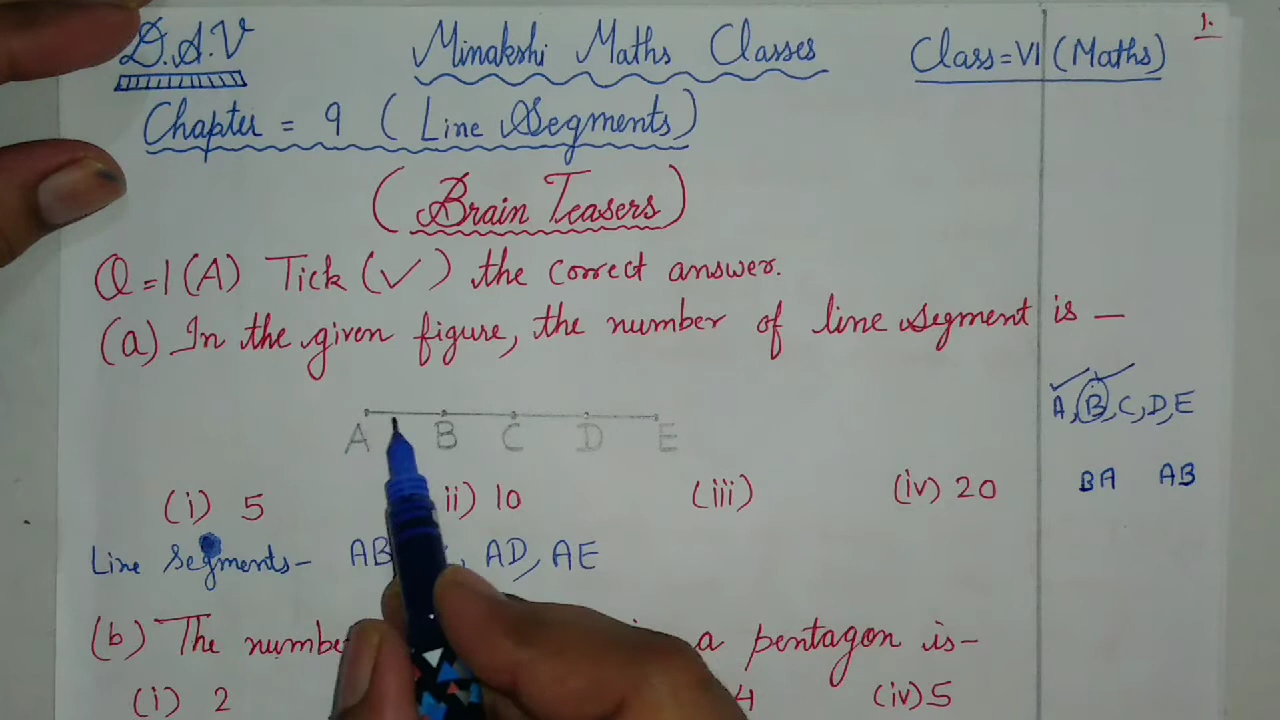 1.
D.A.V Minakshi Maths Classes Class = VI (Maths)
Chapter = 9 (Line Segments)
(Brain Teasers)
Q=1(A) Tick (✓) the correct answer.
(a) In the given figure, the number of line segment is —
A, B, C, D, E
A B C D E
BA AB
(i) 5 ii) 10 (iii) (iv) 20
Line Segments- AB , AD, AE
(b) The a pentagon is-
(i) 2 4 (iv) 5